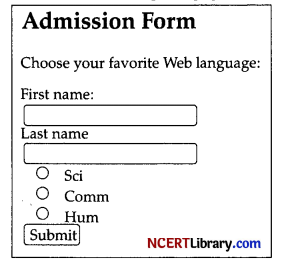 Admission Form
Choose your favorite Web language:
First name:
Last name
Sci
Comm
Hum
Submit
NCERTLibrary.com